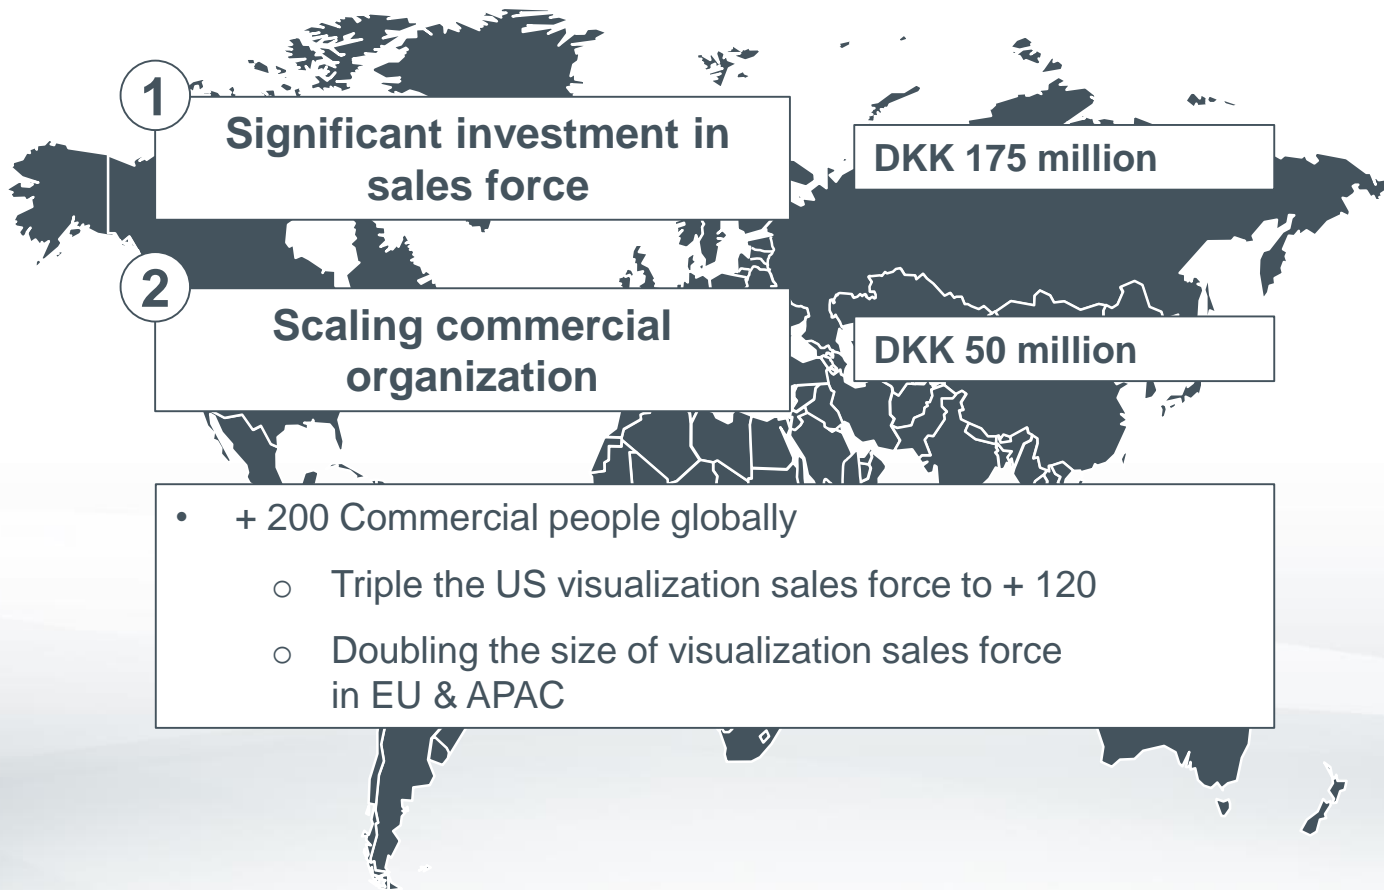 1
Significant investment in
sales force
DKK 175 million
2
Scaling commercial
organization
DKK 50 million
• + 200 Commercial people globally
o Triple the US visualization sales force to + 120
o Doubling the size of visualization sales force
in EU & APAC